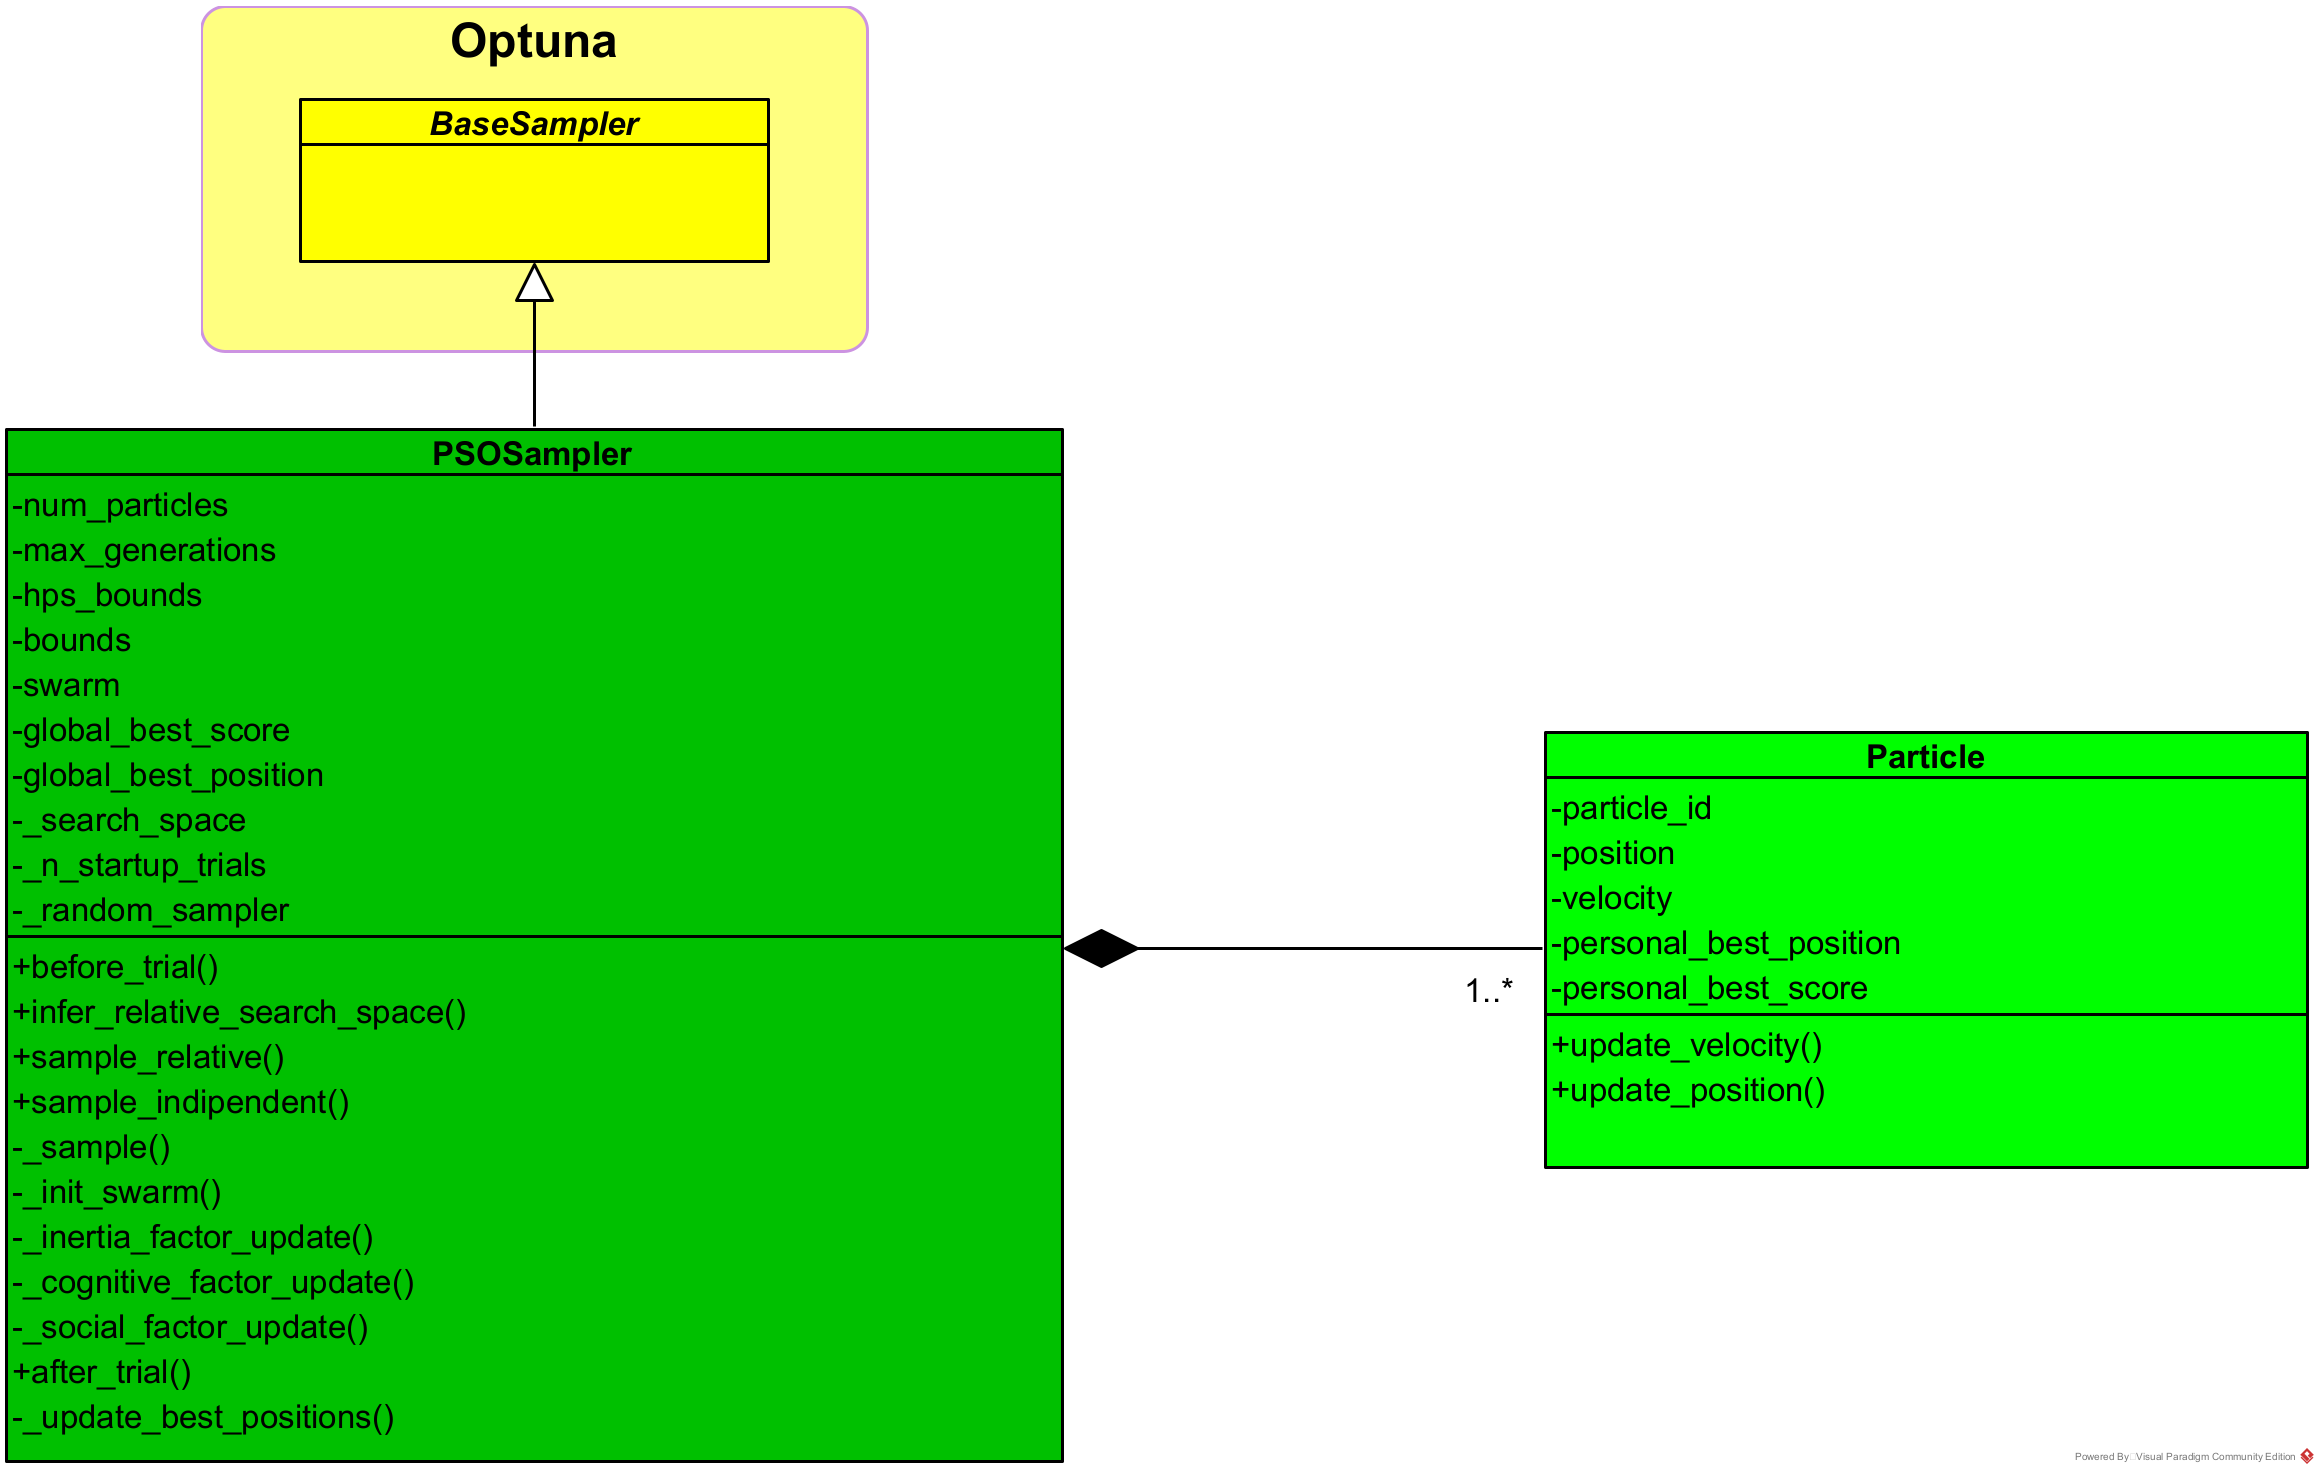 Optuna
BaseSampler
PSOSampler
-num_particles
-max_generations
-hps_bounds
-bounds
-swarm
-global_best_score
-global_best_position
-_search_space
-_n_startup_trials
-_random_sampler
+before_trial()
+infer_relative_search_space()
+sample_relative()
+sample_indipendent()
-_sample()
-_init_swarm()
-_inertia_factor_update()
-_cognitive_factor_update()
-_social_factor_update()
+after_trial()
-_update_best_positions()
1..*
Particle
-particle_id
-position
-velocity
-personal_best_position
-personal_best_score
+update_velocity()
+update_position()
Powered By Visual Paradigm Community Edition